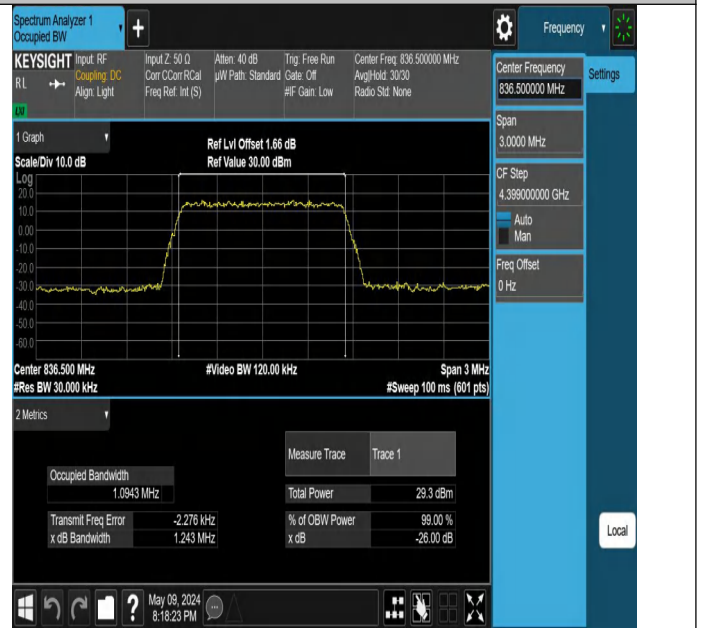 Spectrum Analyzer 1
Occupied BW
Frequency
KEYSIGHT
RL
Input: RF
Coupling: DC
Align: Light
Input Z: 50 Ω
Corr CCorr RCal
Freq Ref: Int (S)
Atten: 40 dB
µW Path: Standard
Trig: Free Run
Gate: Off
#IF Gain: Low
Center Freq: 836.500000 MHz
Avg|Hold: 30/30
Radio Std: None
Center Frequency
836.500000 MHz
Settings
Span
3.0000 MHz
CF Step
4.399000000 GHz
Auto
Man
Freq Offset
0 Hz
Local
1 Graph
Scale/Div 10.0 dB
Ref Lvl Offset 1.66 dB
Ref Value 30.00 dBm
Log
20.0
10.0
0.00
-10.0
-20.0
-30.0
-40.0
-50.0
-60.0
Center 836.500 MHz
#Res BW 30.000 kHz
#Video BW 120.00 kHz
Span 3 MHz
#Sweep 100 ms (601 pts)
2 Metrics
Occupied Bandwidth
1.0943 MHz
Transmit Freq Error -2.276 kHz
x dB Bandwidth 1.243 MHz
Measure Trace Trace 1
Total Power 29.3 dBm
% of OBW Power 99.00 %
x dB -26.00 dB
?
May 09, 2024
8:18:23 PM